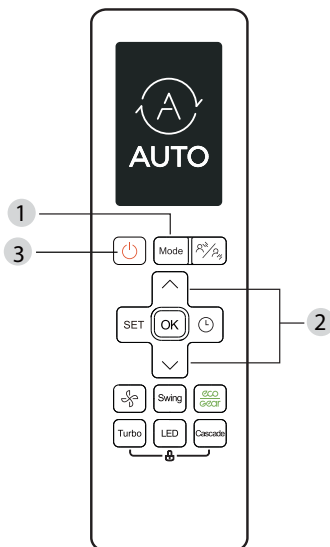 A
AUTO
1
3
Mode
2
SET OK
Swing eco
GEAR
Turbo LED Cascade